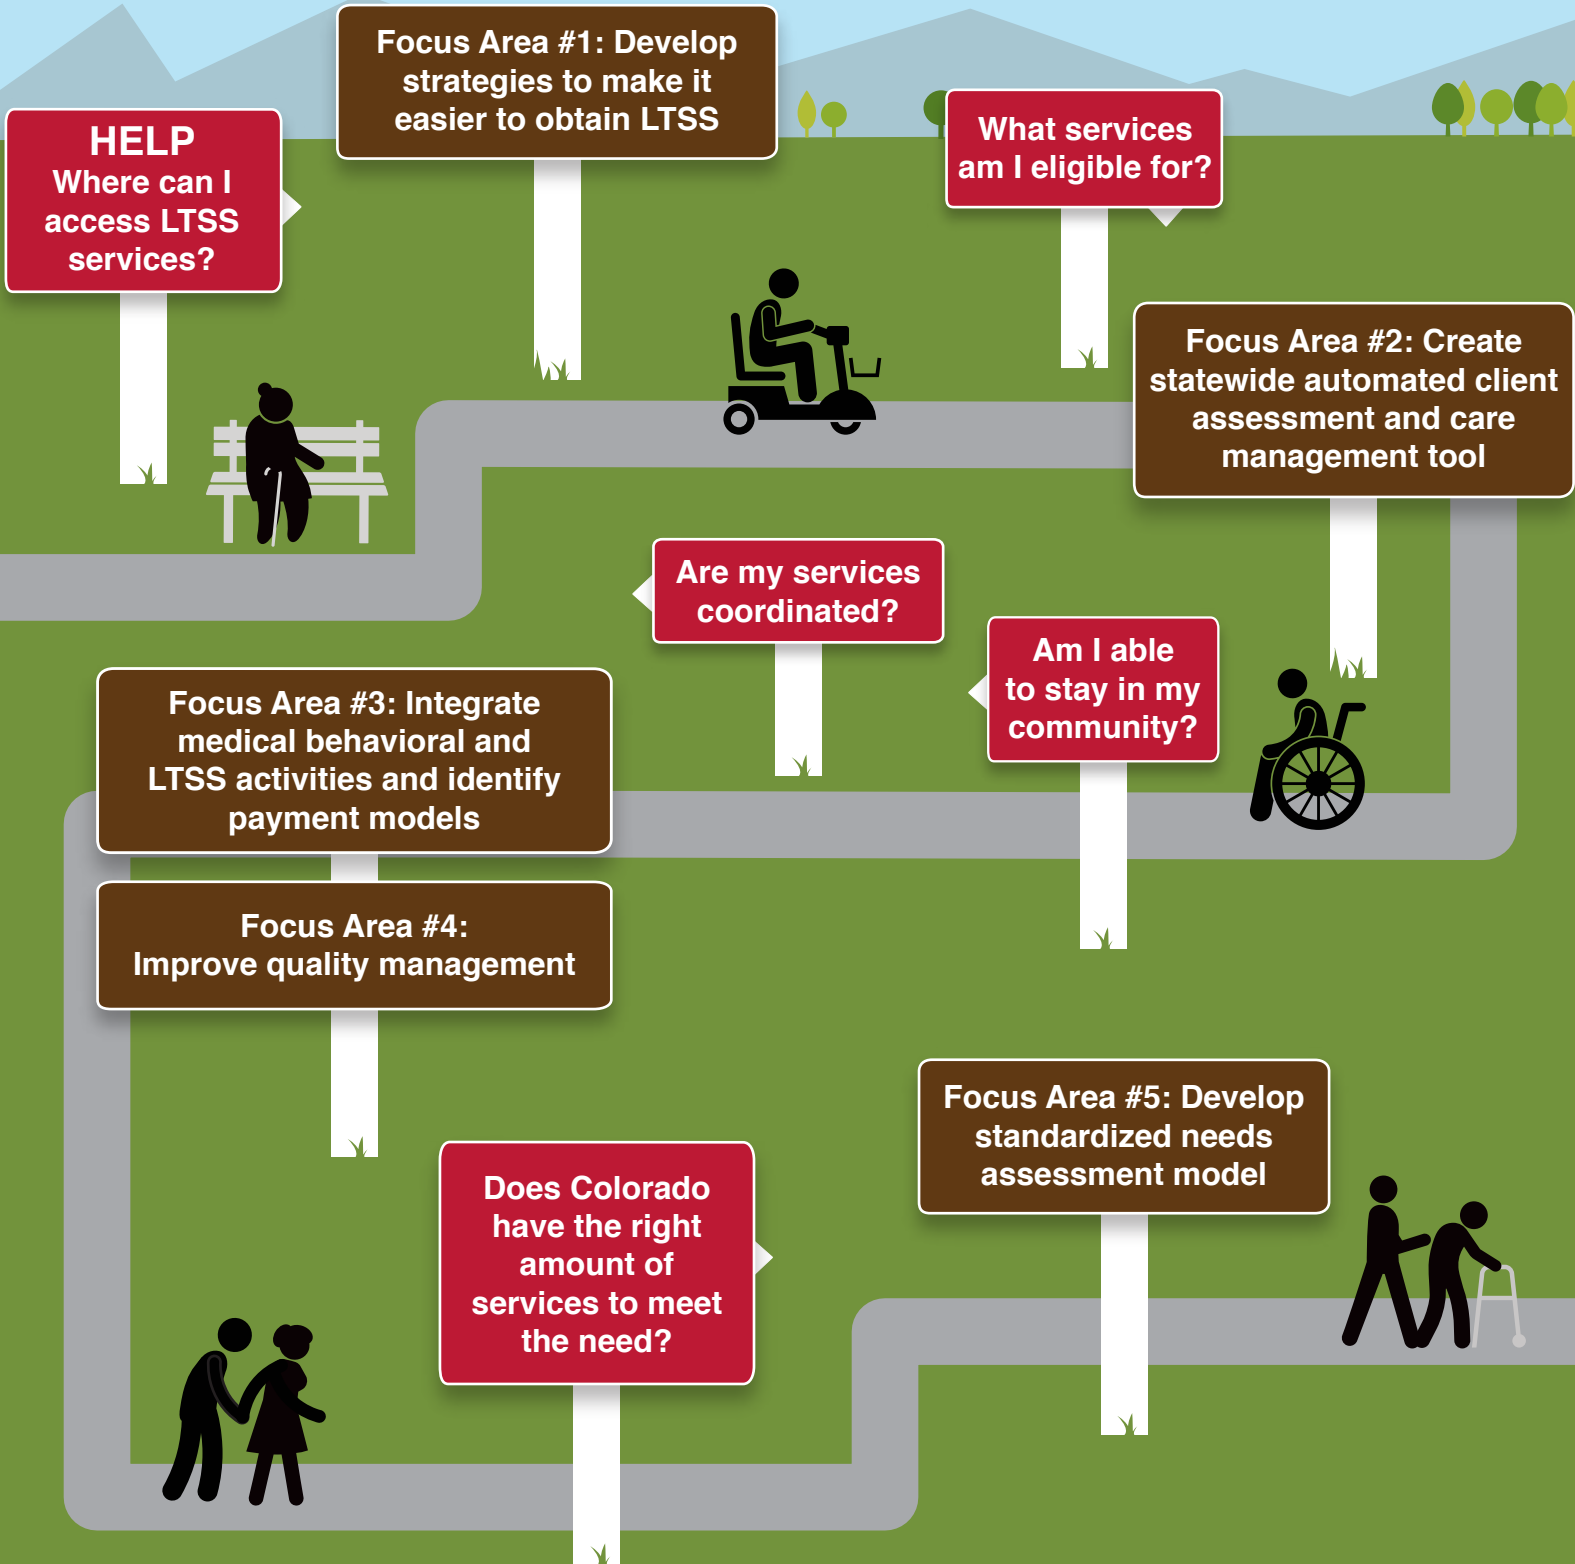 Focus Area #1: Develop
strategies to make it
easier to obtain LTSS
HELP
Where can I
access LTSS
services?
What services
am I eligible for?
Focus Area #2: Create
statewide automated client
assessment and care
management tool
Are my services
coordinated?
Am I able
to stay in my
community?
Focus Area #3: Integrate
medical behavioral and
LTSS activities and identify
payment models
Focus Area #4:
Improve quality management
Focus Area #5: Develop
standardized needs
assessment model
Does Colorado
have the right
amount of
services to meet
the need?